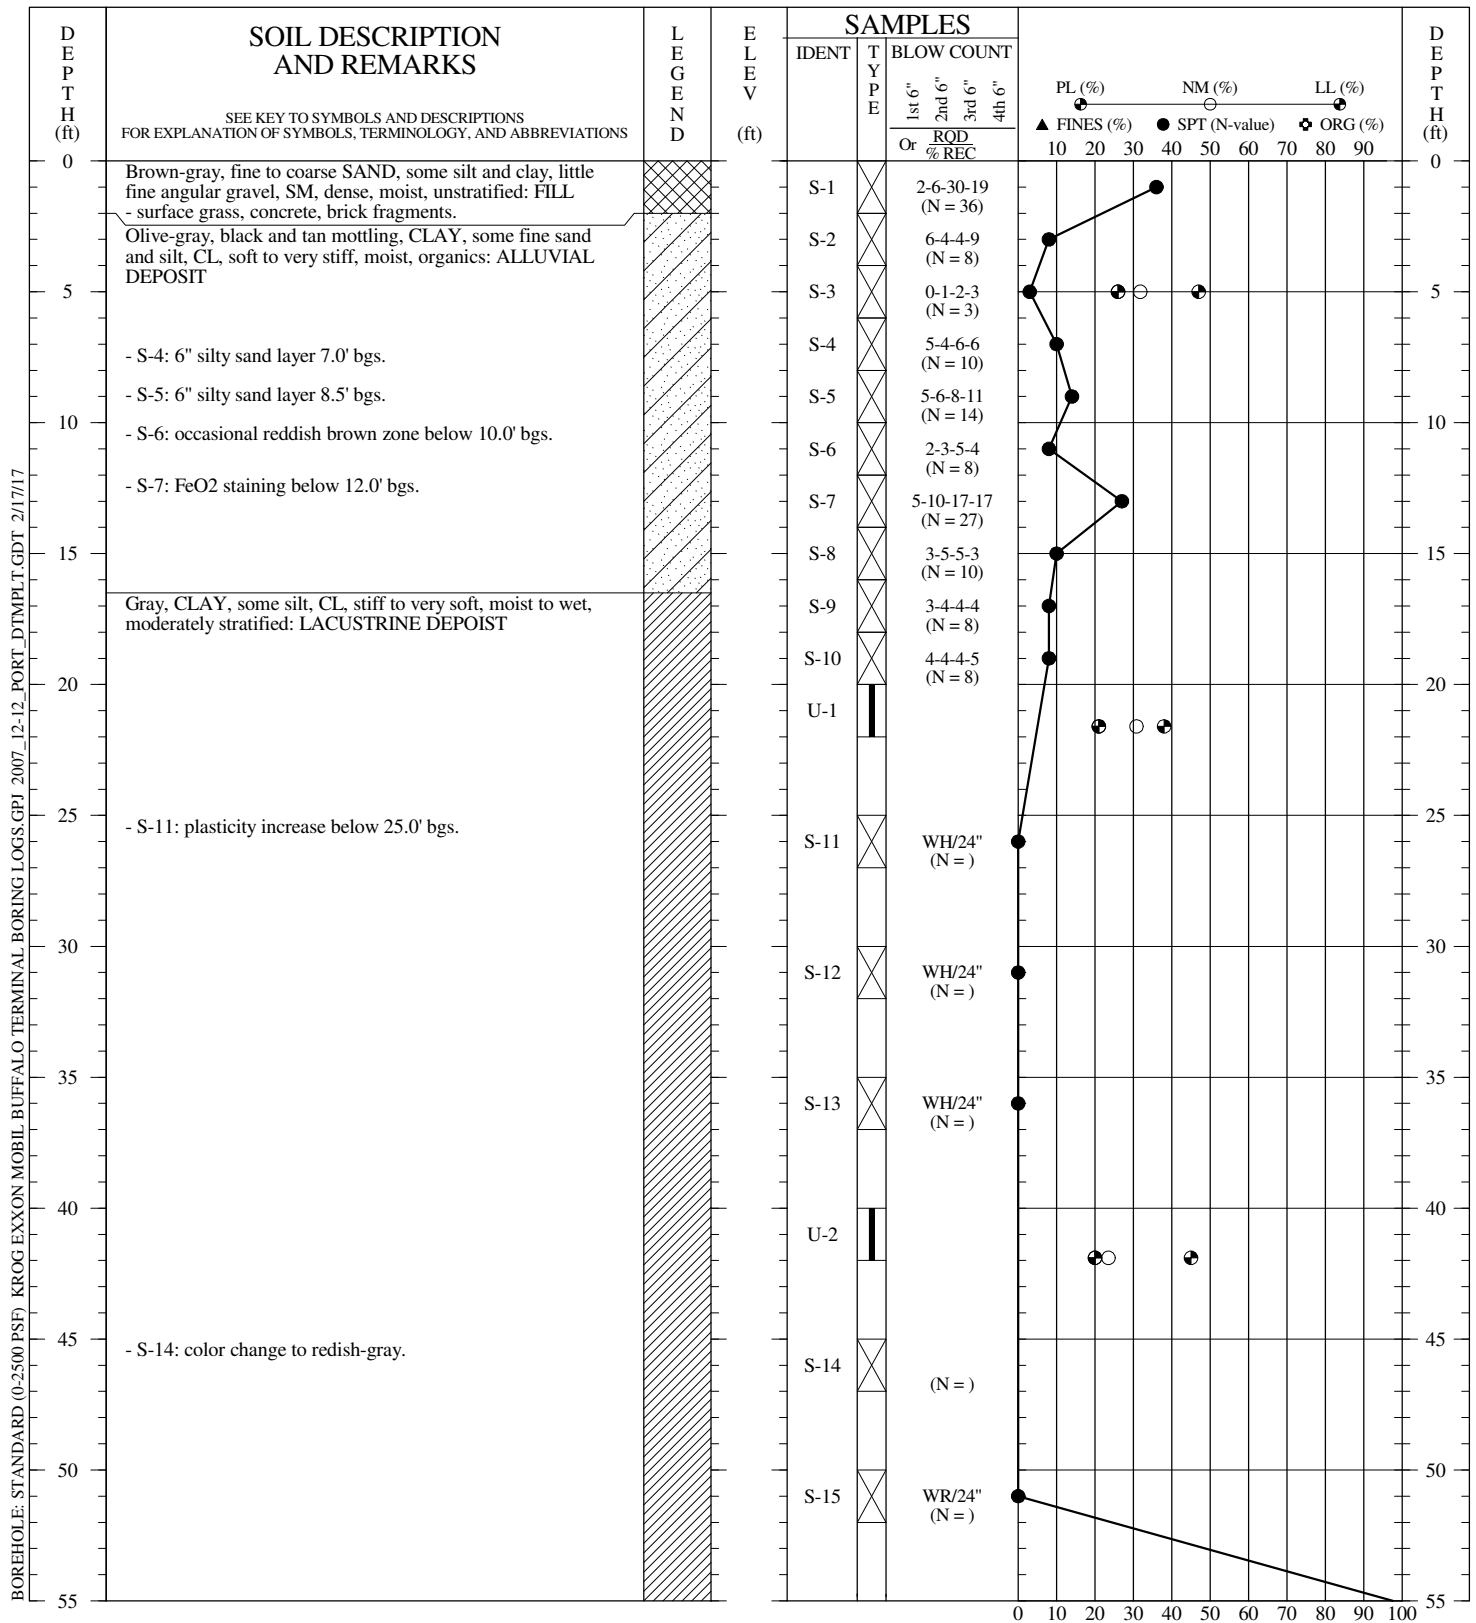 DEPTH (ft)
SOIL DESCRIPTION
AND REMARKS
SEE KEY TO SYMBOLS AND DESCRIPTIONS
FOR EXPLANATION OF SYMBOLS, TERMINOLOGY, AND ABBREVIATIONS
LEGEND
ELEV (ft)
SAMPLES
IDENT
TYPE
BLOW COUNT
1st 6"
2nd 6"
3rd 6"
4th 6"
Or RQD
% REC
PL (%) NM (%) LL (%)
FINES (%) SPT (N-value) ORG (%)
10 20 30 40 50 60 70 80 90
DEPTH (ft)
0 0
Brown-gray, fine to coarse SAND, some silt and clay, little
fine angular gravel, SM, dense, moist, unstratified: FILL
- surface grass, concrete, brick fragments.
S-1 2-6-30-19
(N = 36)
Olive-gray, black and tan mottling, CLAY, some fine sand
and silt, CL, soft to very stiff, moist, organics: ALLUVIAL
DEPOSIT
S-2 6-4-4-9
(N = 8)
5 S-3 0-1-2-3 5
(N = 3)
- S-4: 6" silty sand layer 7.0' bgs.
S-4 5-4-6-6
(N = 10)
- S-5: 6" silty sand layer 8.5' bgs.
S-5 5-6-8-11
(N = 14)
10 10
- S-6: occasional reddish brown zone below 10.0' bgs.
S-6 2-3-5-4
(N = 8)
- S-7: FeO2 staining below 12.0' bgs.
S-7 5-10-17-17
(N = 27)
15 S-8 3-5-5-3 15
(N = 10)
Gray, CLAY, some silt, CL, stiff to very soft, moist to wet,
moderately stratified: LACUSTRINE DEPOIST
S-9 3-4-4-4
(N = 8)
S-10 4-4-4-5
(N = 8)
20 20
U-1
25 25
- S-11: plasticity increase below 25.0' bgs.
S-11 WH/24"
(N = )
30 30
S-12 WH/24"
(N = )
35 35
S-13 WH/24"
(N = )
40 40
U-2
45 45
- S-14: color change to redish-gray.
S-14
(N = )
50 50
S-15 WR/24"
(N = )
55 55
0 10 20 30 40 50 60 70 80 90 100
BOREHOLE: STANDARD (0-2500 PSF) KROG EXXON MOBIL BUFFALO TERMINAL BORING LOGS.GPJ 2007_12-12_PORT_DTMPLT.GDT 2/17/17